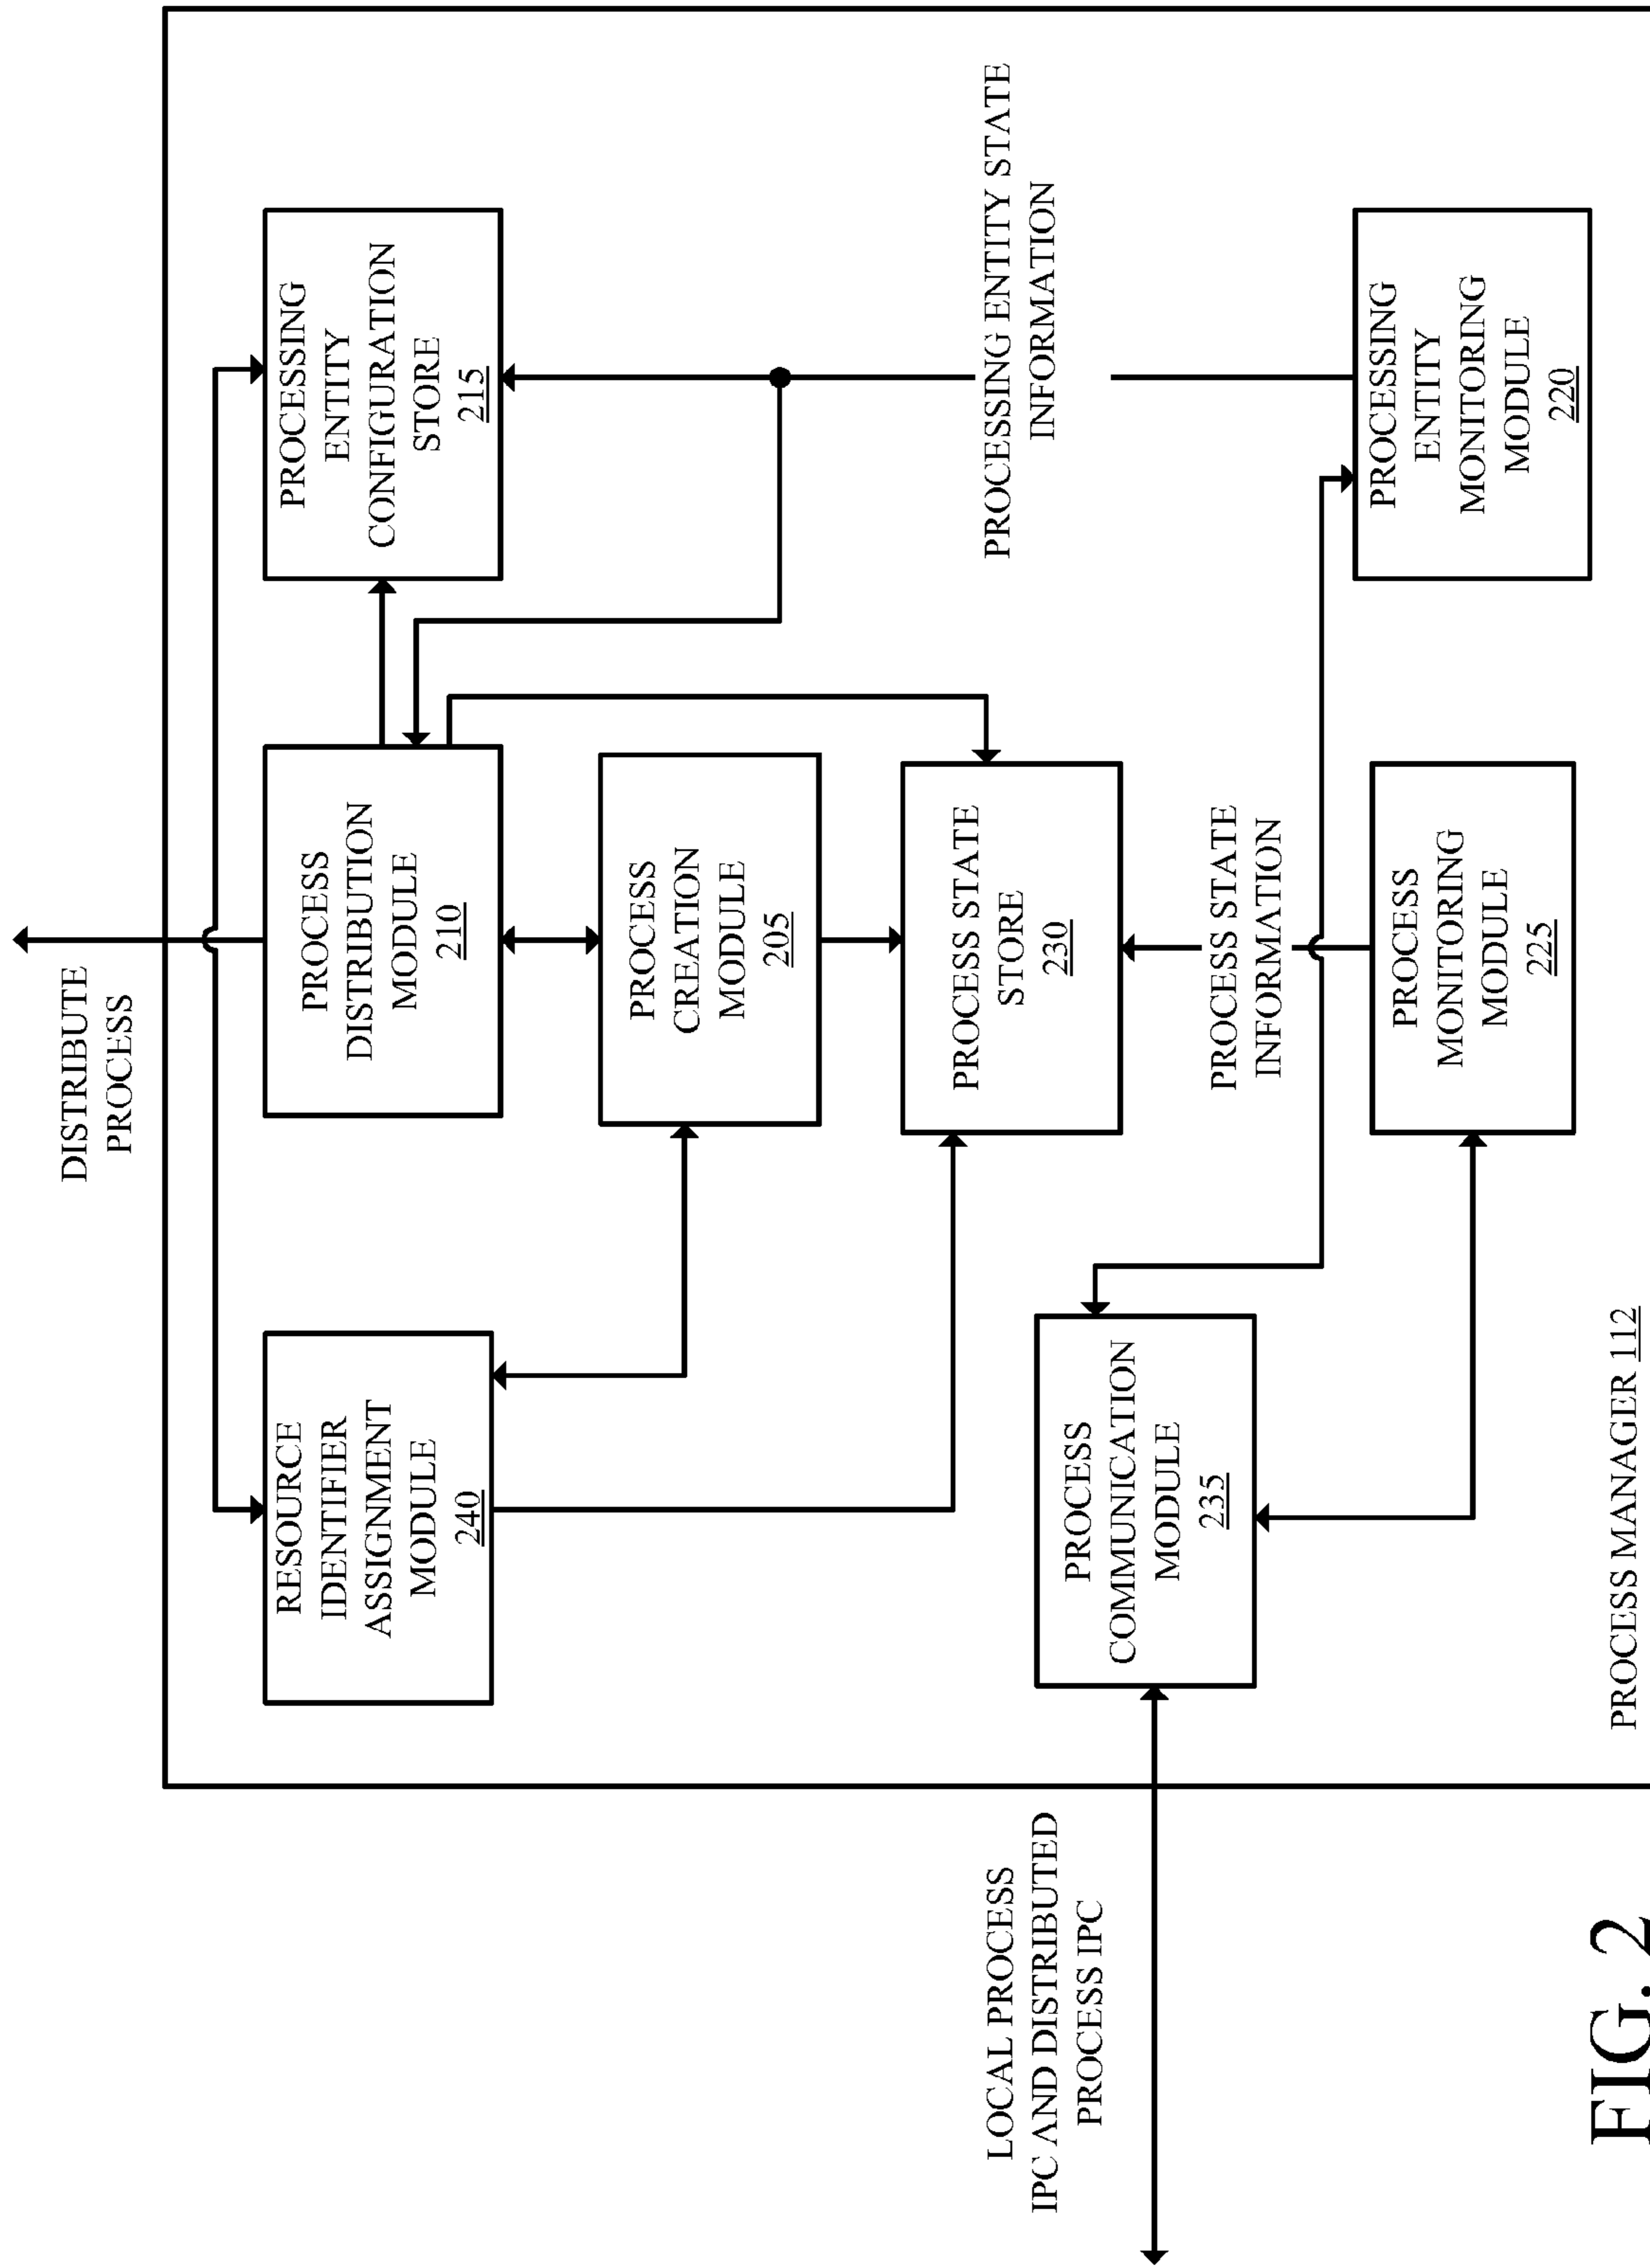 DISTRIBUTE
PROCESS
RESOURCE
IDENTIFIER
ASSIGNMENT
MODULE
240
PROCESS
DISTRIBUTION
MODULE
210
PROCESSING
ENTITY
CONFIGURATION
STORE
215
PROCESS
CREATION
MODULE
205
PROCESS STATE
STORE
230
PROCESSING ENTITY STATE
INFORMATION
LOCAL PROCESS
IPC AND DISTRIBUTED
PROCESS IPC
PROCESS
COMMUNICATION
MODULE
235
PROCESS STATE
INFORMATION
PROCESS
MONITORING
MODULE
225
PROCESSING
ENTITY
MONITORING
MODULE
220
PROCESS MANAGER 112
FIG. 2